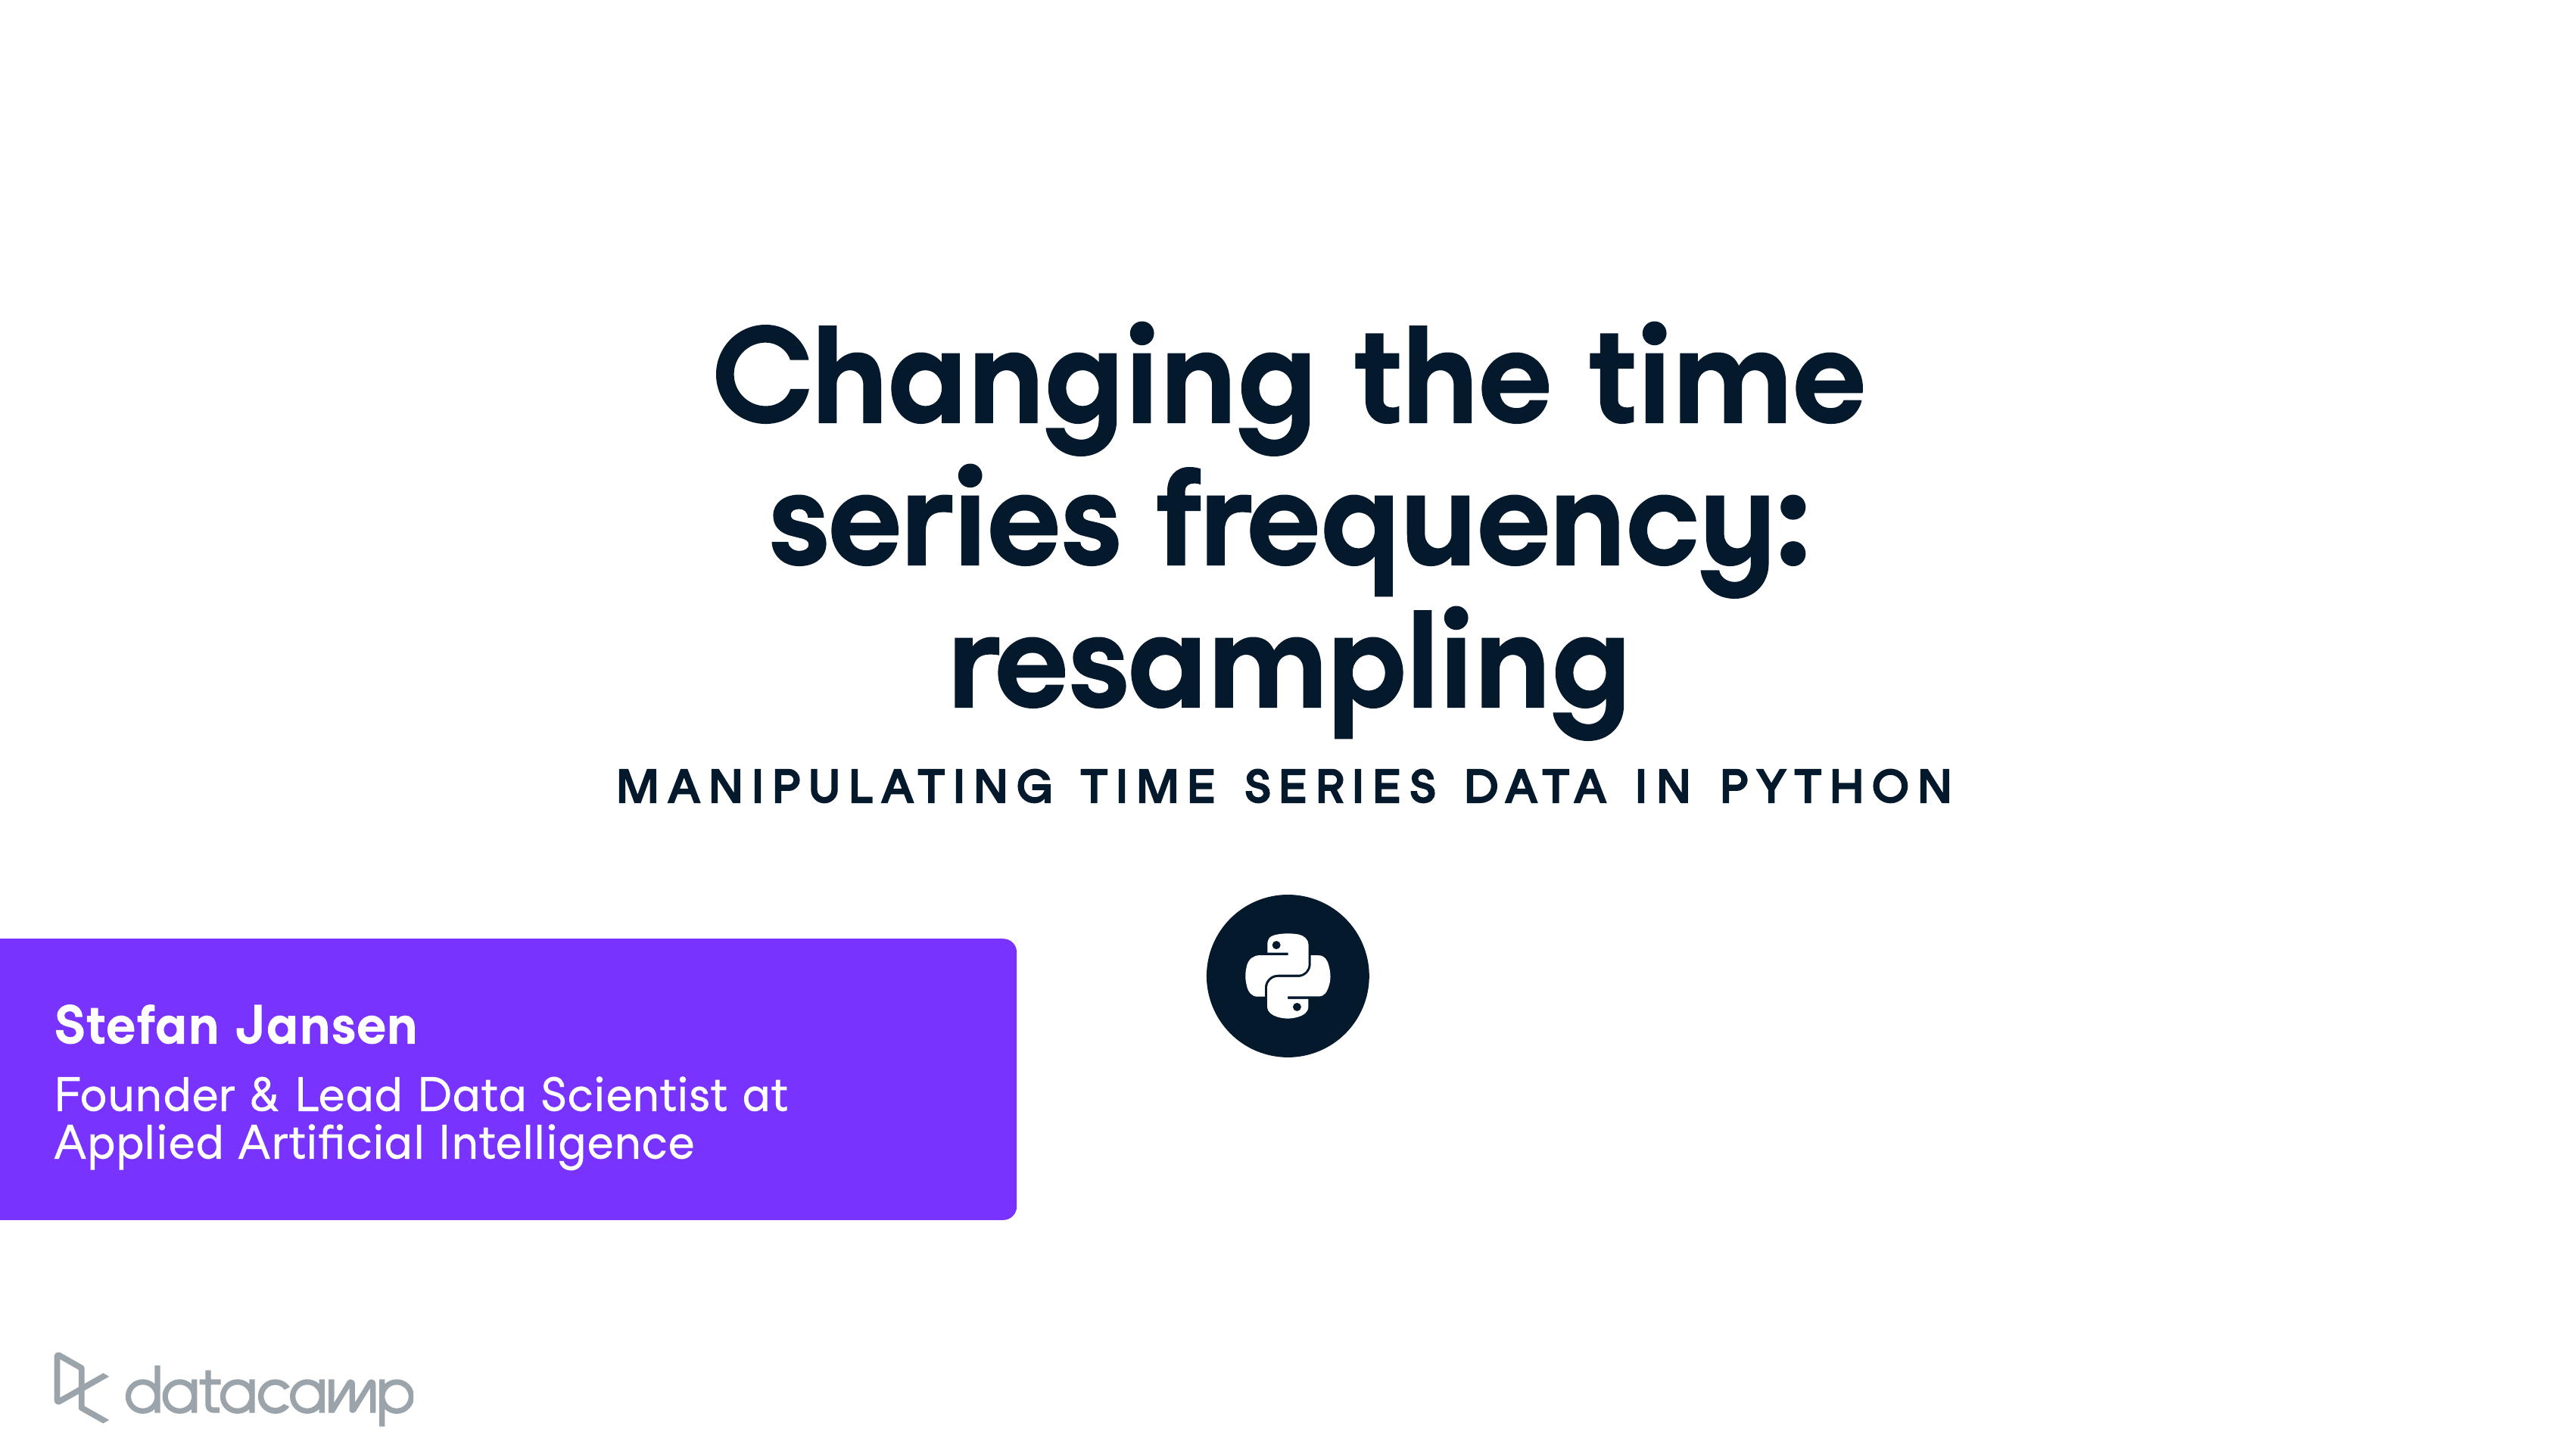 Changing the time
series frequency:
resampling
MANIPULATING TIME SERIES DATA IN PYTHON
Stefan Jansen
Founder & Lead Data Scientist at
Applied Artificial Intelligence
datacamp